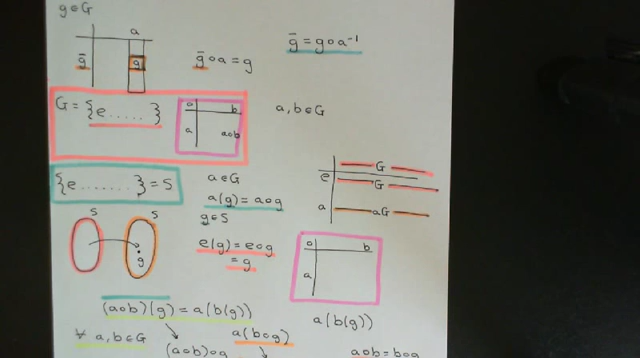 g∈G
a
ḡ g ḡ∘a = g ḡ = g∘a⁻¹
G = {e.....} ∘ b a,b∈G
a a∘b
{e........} = S a∈G
a(g) = a∘g
g∈S
G
e G
a aG
S S
g
e(g) = e∘g
= g
∘ b
a
(a∘b)(g) = a(b(g)) a(b(g))
∀ a,b∈G a(b∘g)
(a∘b)∘g a∘b = b∘a